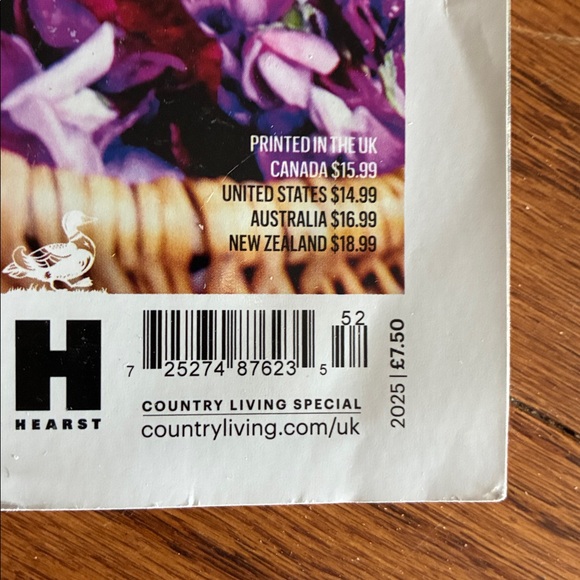 PRINTED IN THE UK
CANADA $15.99
UNITED STATES $14.99
AUSTRALIA $16.99
NEW ZEALAND $18.99
H
HEARST
52
7 25274 87623 5
COUNTRY LIVING SPECIAL
countryliving.com/uk
2025 | £7.50